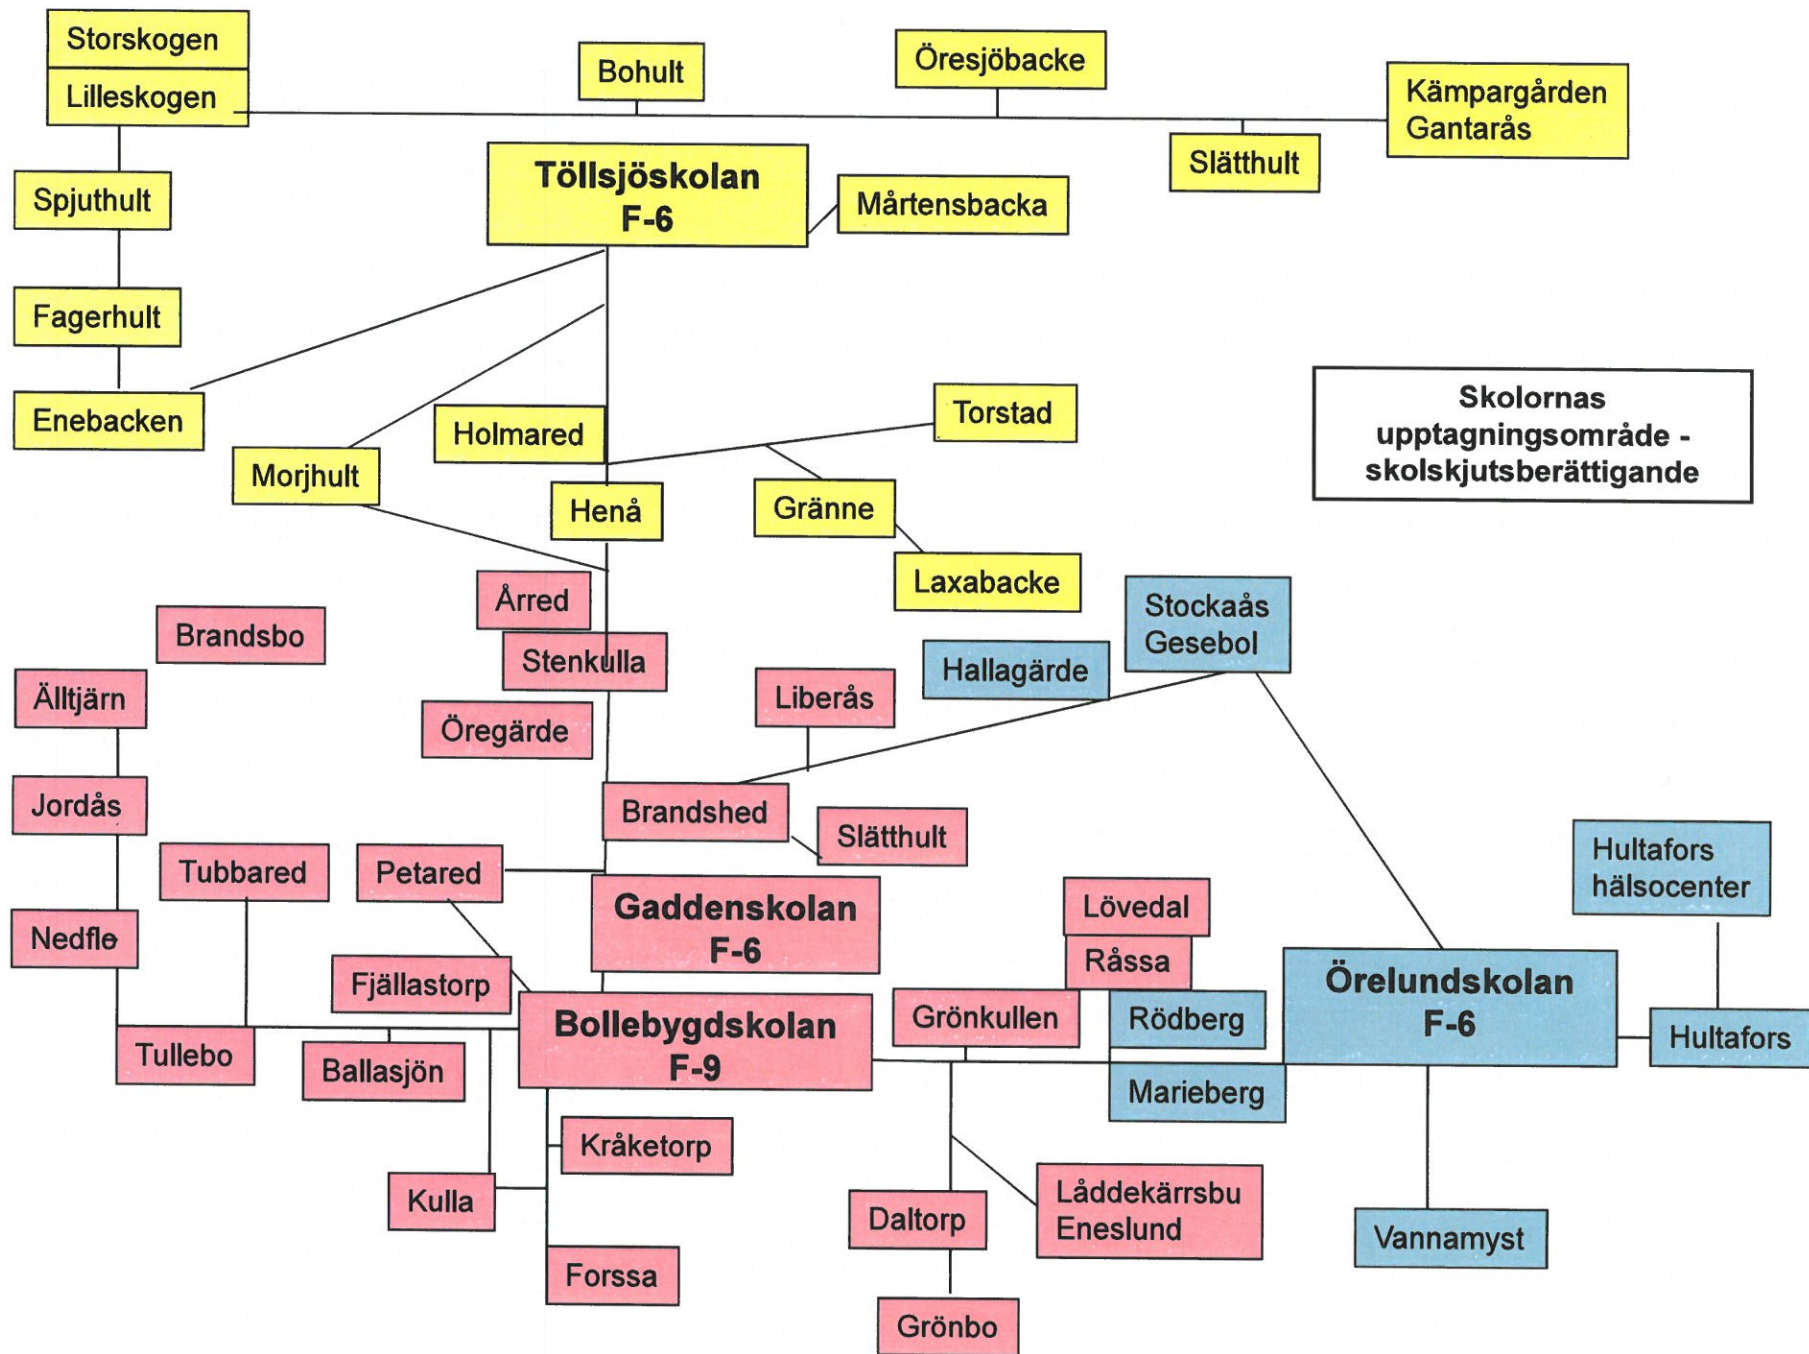 Storskogen
Lilleskogen
Bohult
Öresjöbacke
Kämpargården
Gantarås
Slätthult
Töllsjöskolan
F-6
Mårtensbacka
Spjuthult
Fagerhult
Enebacken
Morjhult
Holmared
Henå
Torstad
Gränne
Laxabacke
Skolornas
upptagningsområde -
skolskjutsberättigande
Årred
Stenkulla
Öregärde
Brandsbo
Älltjärn
Jordås
Nedflo
Tubbared
Petared
Fjällastorp
Tullebo
Ballasjön
Liberås
Hallagärde
Stockaås
Gesebol
Brandshed
Slätthult
Gaddenskolan
F-6
Bollebygdskolan
F-9
Lövedal
Råssa
Grönkullen
Rödberg
Marieberg
Örelundskolan
F-6
Hultafors
hälsocenter
Hultafors
Kråketorp
Kulla
Forssa
Daltorp
Låddekärrsbu
Eneslund
Grönbo
Vannamyst